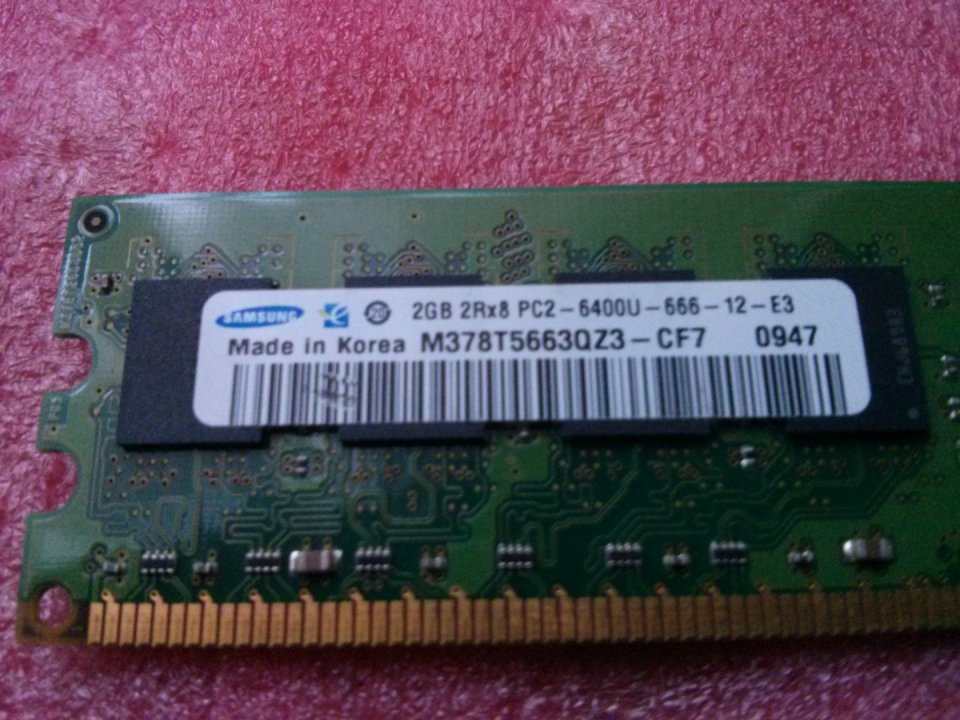 SAMSUNG 2GB 2Rx8 PC2-6400U-666-12-E3
Made in Korea M378T5663QZ3-CF7 0947